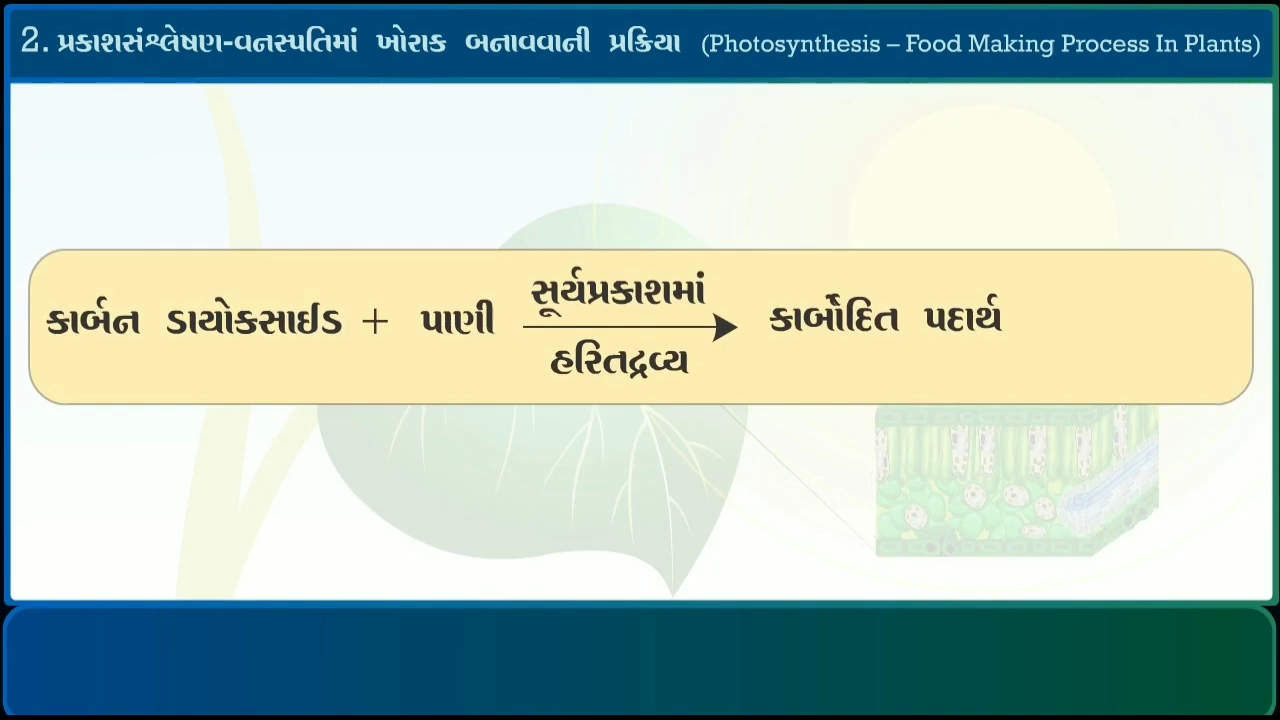 2. પ્રકાશસંશ્લેષણ-વનસ્પતિમાં ખોરાક બનાવવાની પ્રક્રિયા (Photosynthesis – Food Making Process In Plants)
સૂર્યપ્રકાશમાં
કાર્બન ડાયોકસાઈડ + પાણી → કાર્બોદિત પદાર્થ
હરિતદ્રવ્ય